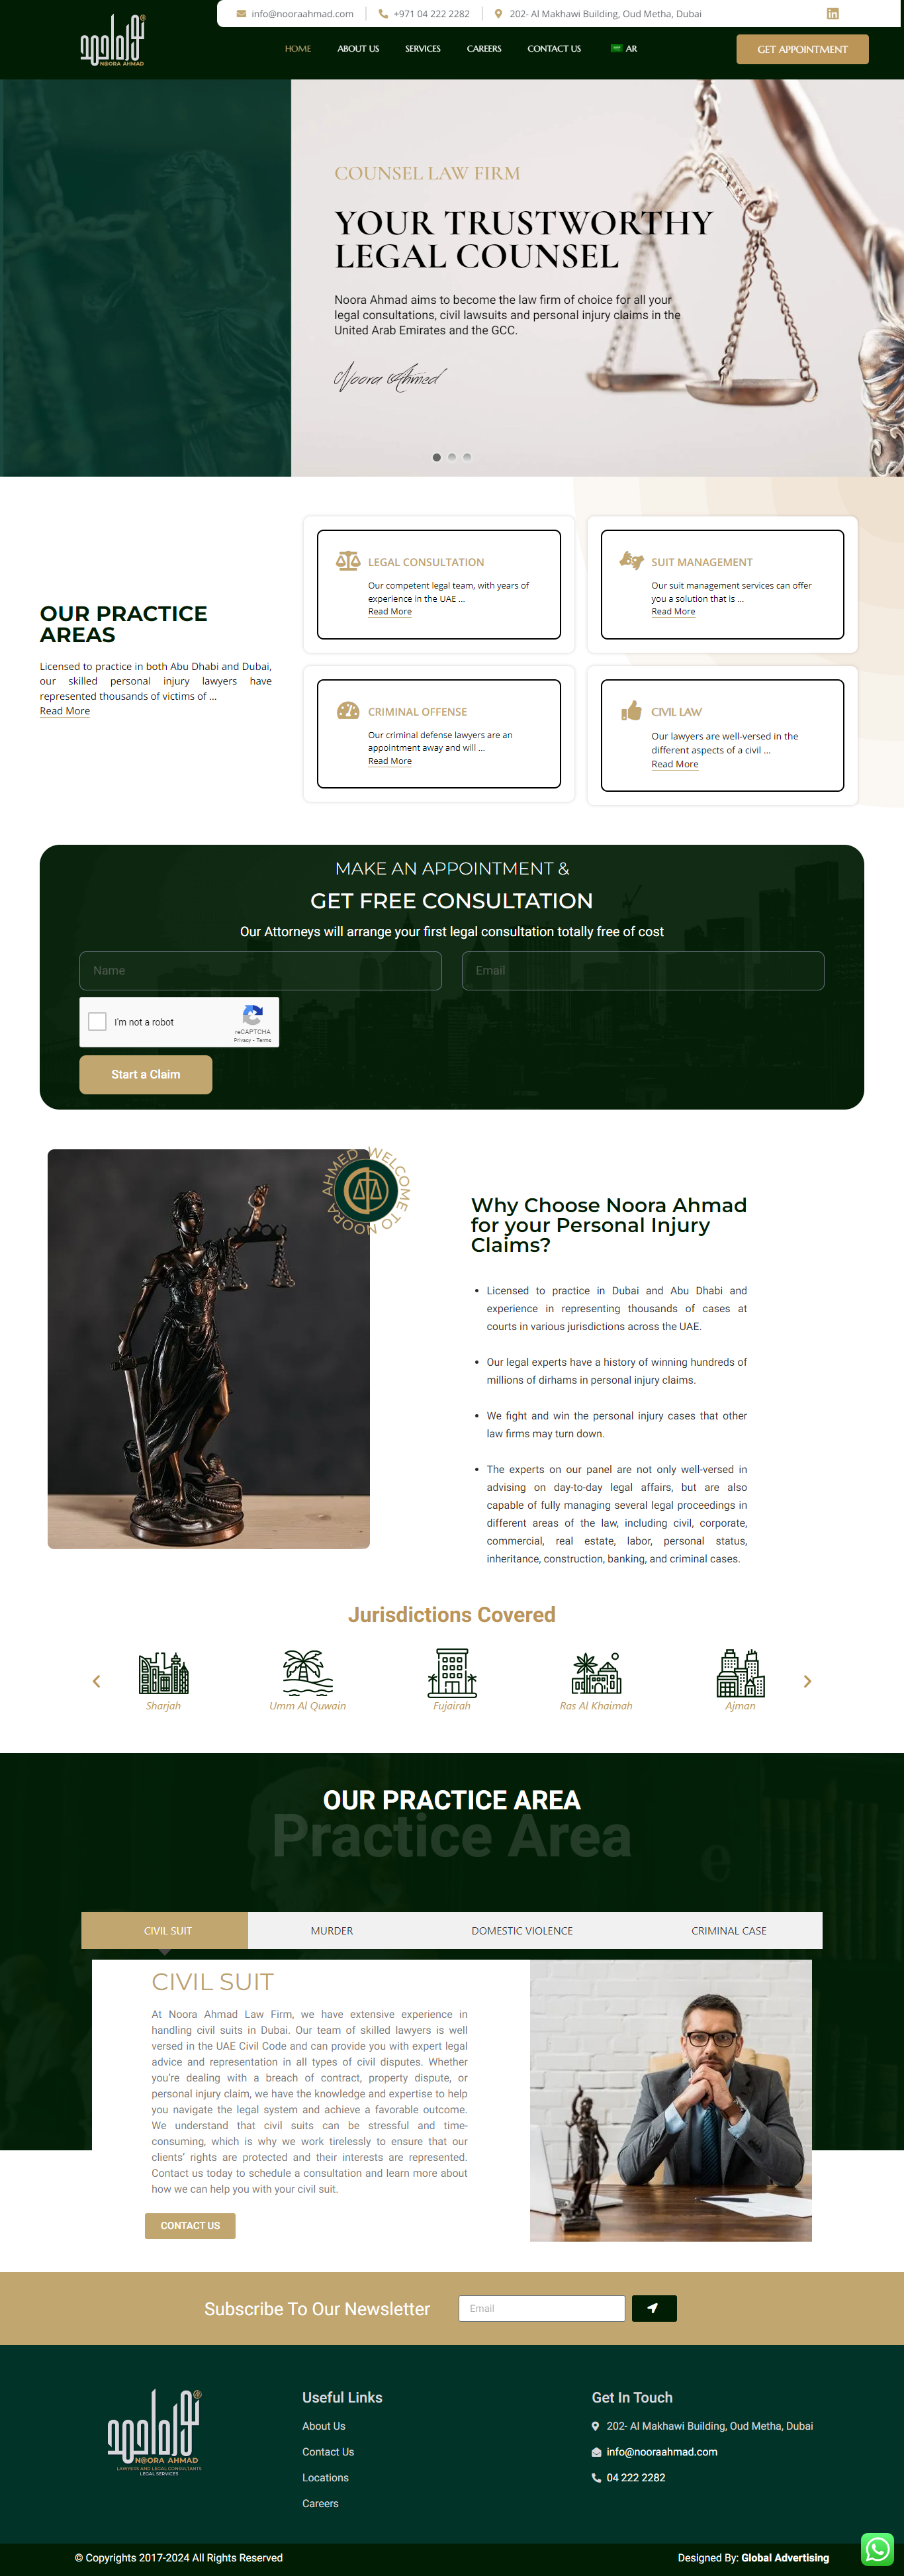 info@nooraahmad.com
+971 04 222 2282
202- Al Makhawi Building, Oud Metha, Dubai
NOORA AHMAD
HOME
ABOUT US
SERVICES
CAREERS
CONTACT US
AR
GET APPOINTMENT
COUNSEL LAW FIRM
YOUR TRUSTWORTHY
LEGAL COUNSEL
Noora Ahmad aims to become the law firm of choice for all your
legal consultations, civil lawsuits and personal injury claims in the
United Arab Emirates and the GCC.
Noora Ahmed
OUR PRACTICE
AREAS
Licensed to practice in both Abu Dhabi and Dubai,
our skilled personal injury lawyers have
represented thousands of victims of ...
Read More
LEGAL CONSULTATION
Our competent legal team, with years of
experience in the UAE ...
Read More
SUIT MANAGEMENT
Our suit management services can offer
you a solution that is ...
Read More
CRIMINAL OFFENSE
Our criminal defense lawyers are an
appointment away and will ...
Read More
CIVIL LAW
Our lawyers are well-versed in the
different aspects of a civil ...
Read More
MAKE AN APPOINTMENT &
GET FREE CONSULTATION
Our Attorneys will arrange your first legal consultation totally free of cost
Name
Email
I'm not a robot
reCAPTCHA
Privacy - Terms
Start a Claim
WELCOME TO NOORA AHMED
Why Choose Noora Ahmad
for your Personal Injury
Claims?
• Licensed to practice in Dubai and Abu Dhabi and
experience in representing thousands of cases at
courts in various jurisdictions across the UAE.
• Our legal experts have a history of winning hundreds of
millions of dirhams in personal injury claims.
• We fight and win the personal injury cases that other
law firms may turn down.
• The experts on our panel are not only well-versed in
advising on day-to-day legal affairs, but are also
capable of fully managing several legal proceedings in
different areas of the law, including civil, corporate,
commercial, real estate, labor, personal status,
inheritance, construction, banking, and criminal cases.
Jurisdictions Covered
Sharjah
Umm Al Quwain
Fujairah
Ras Al Khaimah
Ajman
OUR PRACTICE AREA
Practice Area
CIVIL SUIT
MURDER
DOMESTIC VIOLENCE
CRIMINAL CASE
CIVIL SUIT
At Noora Ahmad Law Firm, we have extensive experience in
handling civil suits in Dubai. Our team of skilled lawyers is well
versed in the UAE Civil Code and can provide you with expert legal
advice and representation in all types of civil disputes. Whether
you're dealing with a breach of contract, property dispute, or
personal injury claim, we have the knowledge and expertise to help
you navigate the legal system and achieve a favorable outcome.
We understand that civil suits can be stressful and time-
consuming, which is why we work tirelessly to ensure that our
clients' rights are protected and their interests are represented.
Contact us today to schedule a consultation and learn more about
how we can help you with your civil suit.
CONTACT US
Subscribe To Our Newsletter
Email
NOORA AHMAD
LAWYERS AND LEGAL CONSULTANTS
LEGAL SERVICES
Useful Links
About Us
Contact Us
Locations
Careers
Get In Touch
202- Al Makhawi Building, Oud Metha, Dubai
info@nooraahmad.com
04 222 2282
© Copyrights 2017-2024 All Rights Reserved
Designed By: Global Advertising